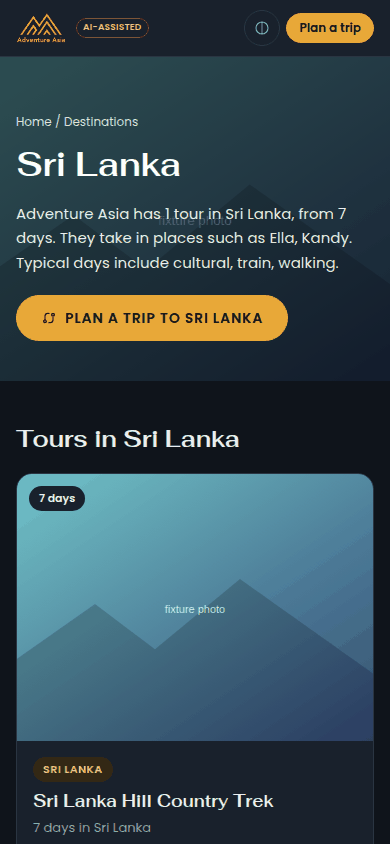 Adventure Asia
AI-ASSISTED
Plan a trip
Home / Destinations
Sri Lanka
fixture photo
Adventure Asia has 1 tour in Sri Lanka, from 7
days. They take in places such as Ella, Kandy.
Typical days include cultural, train, walking.
PLAN A TRIP TO SRI LANKA
Tours in Sri Lanka
7 days
fixture photo
SRI LANKA
Sri Lanka Hill Country Trek
7 days in Sri Lanka